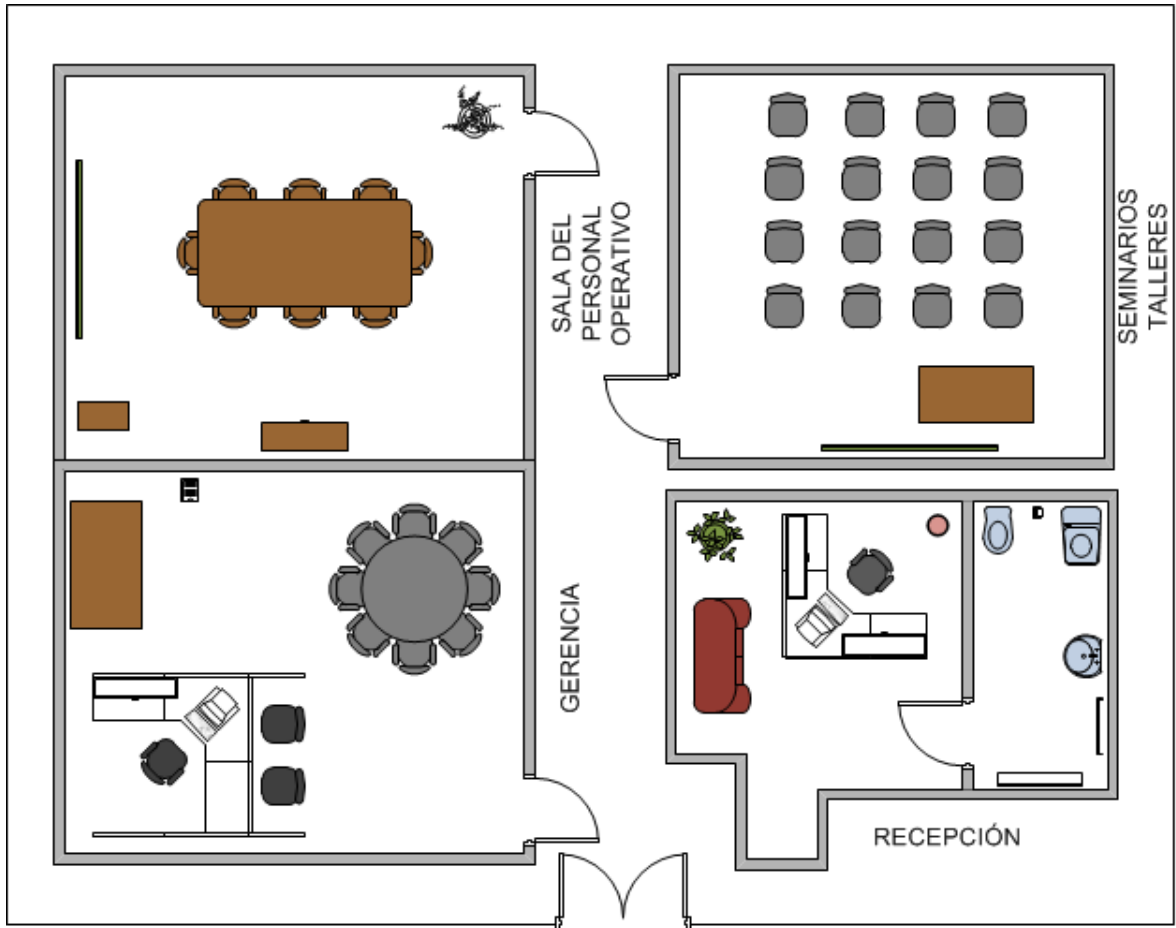 SALA DEL
PERSONAL
OPERATIVO
SEMINARIOS
TALLERES
GERENCIA
RECEPCIÓN